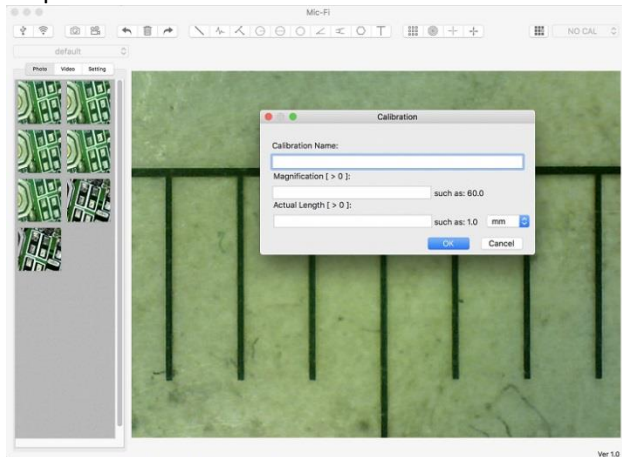 Mic-Fi
T
NO CAL
default
Photo Video Setting
Calibration
Calibration Name:
Magnification [ > 0 ]:
such as: 60.0
Actual Length [ > 0 ]:
such as: 1.0 mm
OK Cancel
Ver 1.0